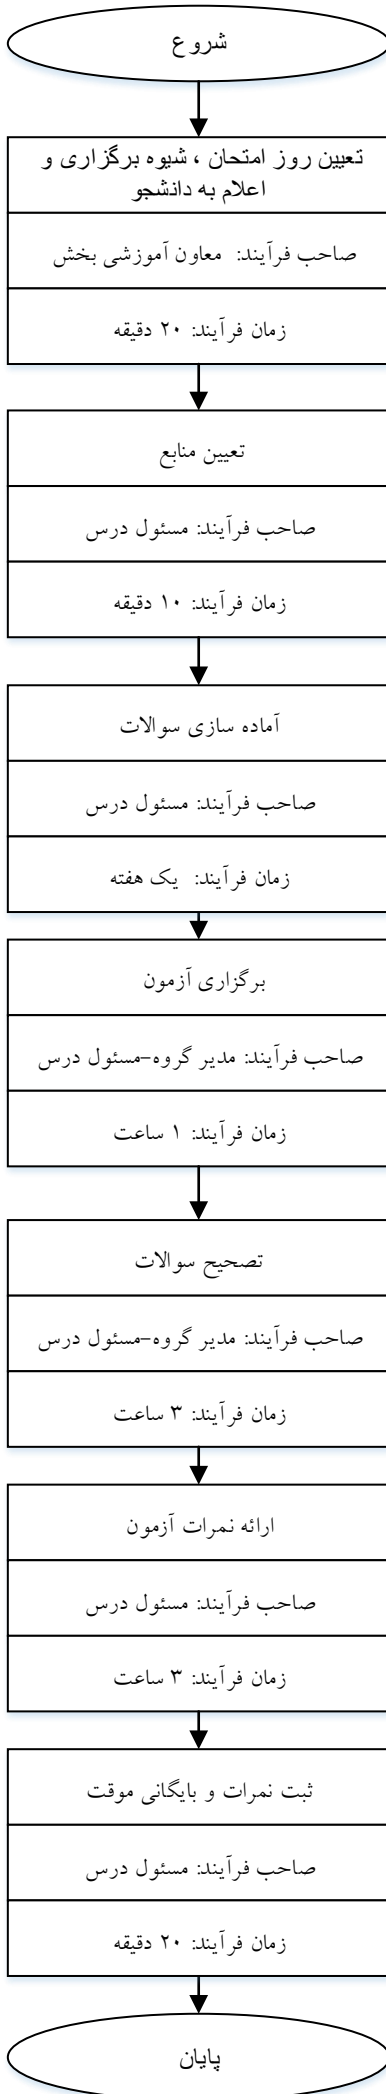 شروع
تعیین روز امتحان ، شیوه برگزاری و
اعلام به دانشجو
صاحب فرآیند: معاون آموزشی بخش
زمان فرآیند: ۲۰ دقیقه
تعیین منابع
صاحب فرآیند: مسئول درس
زمان فرآیند: ۱۰ دقیقه
آماده سازی سوالات
صاحب فرآیند: مسئول درس
زمان فرآیند: یک هفته
برگزاری آزمون
صاحب فرآیند: مدیر گروه-مسئول درس
زمان فرآیند: ۱ ساعت
تصحیح سوالات
صاحب فرآیند: مدیر گروه-مسئول درس
زمان فرآیند: ۳ ساعت
ارائه نمرات آزمون
صاحب فرآیند: مسئول درس
زمان فرآیند: ۳ ساعت
ثبت نمرات و بایگانی موقت
صاحب فرآیند: مسئول درس
زمان فرآیند: ۲۰ دقیقه
پایان